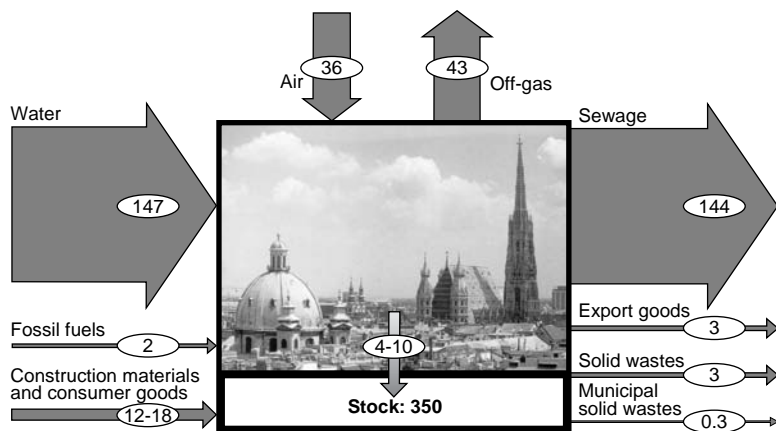 36
43
Air
Off-gas
Water
Sewage
147
144
Fossil fuels
2
4-10
Export goods
3
Construction materials
and consumer goods
12-18
Stock: 350
Solid wastes
3
Municipal
solid wastes
0.3